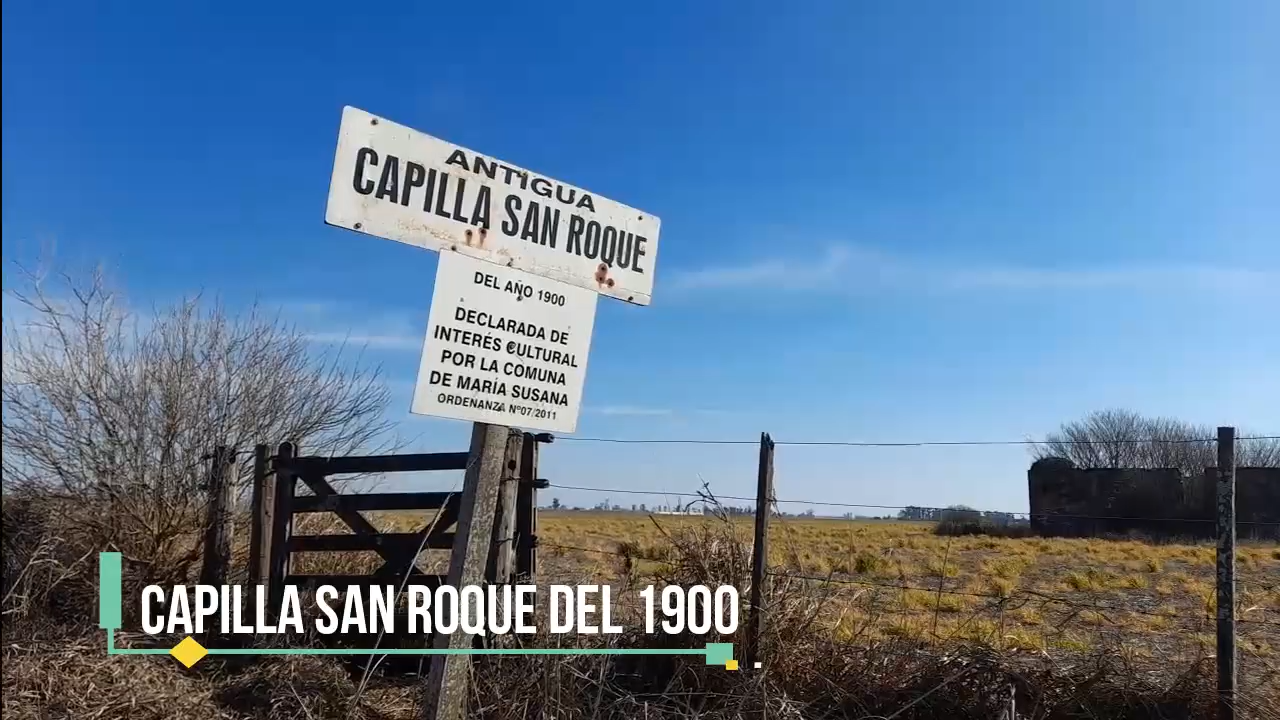 ANTIGUA
CAPILLA SAN ROQUE
DEL AÑO 1900
DECLARADA DE
INTERÉS CULTURAL
POR LA COMUNA
DE MARÍA SUSANA
ORDENANZA Nº07/2011
CAPILLA SAN ROQUE DEL 1900